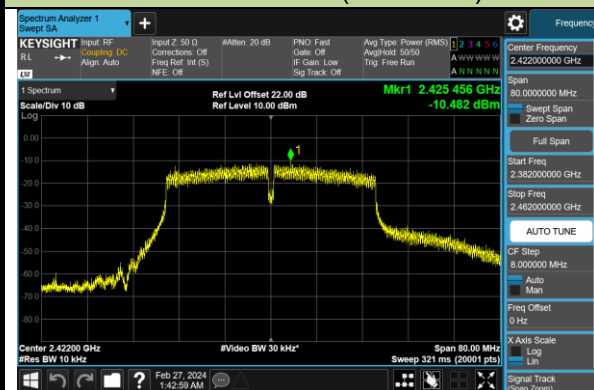 Spectrum Analyzer 1
Swept SA
+
Frequency
KEYSIGHT
RL
LXI
Input: RF
Coupling: DC
Align: Auto
Input Z: 50 Ω
Corrections: Off
Freq Ref: Int (S)
NFE: Off
#Atten: 20 dB
PNO: Fast
Gate: Off
IF Gain: Low
Sig Track: Off
Avg Type: Power (RMS)
Avg|Hold: 50/50
Trig: Free Run
1 2 3 4 5 6
A W W W W W
A N N N N N
1 Spectrum
Scale/Div 10 dB
Log
Ref Lvl Offset 22.00 dB
Ref Level 10.00 dBm
Mkr1 2.425 456 GHz
-10.482 dBm
1
0.00
-10.0
-20.0
-30.0
-40.0
-50.0
-60.0
-70.0
-80.0
Center 2.42200 GHz
#Res BW 10 kHz
#Video BW 30 kHz*
Span 80.00 MHz
Sweep 321 ms (20001 pts)
Center Frequency
2.422000000 GHz
Span
80.0000000 MHz
Swept Span
Zero Span
Full Span
Start Freq
2.382000000 GHz
Stop Freq
2.462000000 GHz
AUTO TUNE
CF Step
8.000000 MHz
Auto
Man
Freq Offset
0 Hz
X Axis Scale
Log
Lin
Signal Track
(Span Zoom)
?
Feb 27, 2024
1:42:59 AM